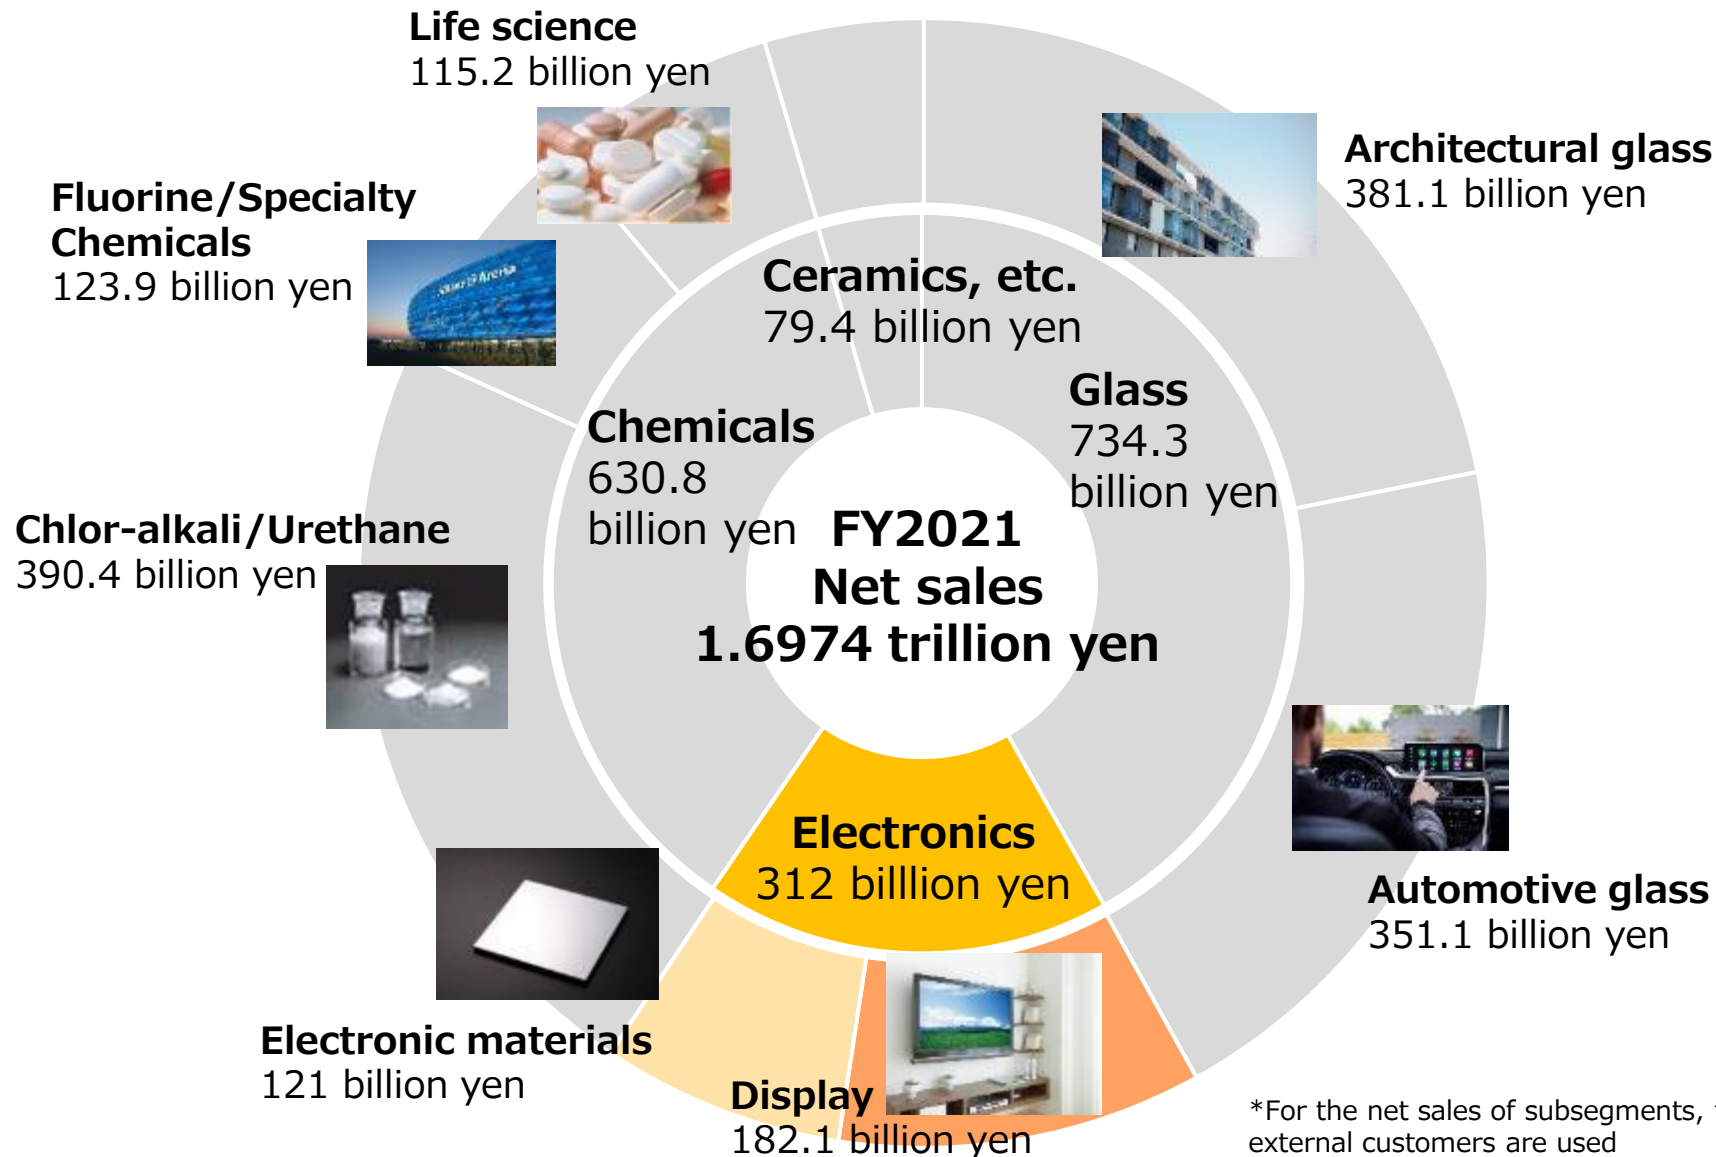 Life science
115.2 billion yen
Fluorine/Specialty
Chemicals
123.9 billion yen
Allianz Arena
Architectural glass
381.1 billion yen
Ceramics, etc.
79.4 billion yen
Glass
734.3
billion yen
Chemicals
630.8
billion yen
Chlor-alkali/Urethane
390.4 billion yen
FY2021
Net sales
1.6974 trillion yen
Electronics
312 billlion yen
Automotive glass
351.1 billion yen
Electronic materials
121 billion yen
Display
182.1 billion yen
*For the net sales of subsegments,
external customers are used